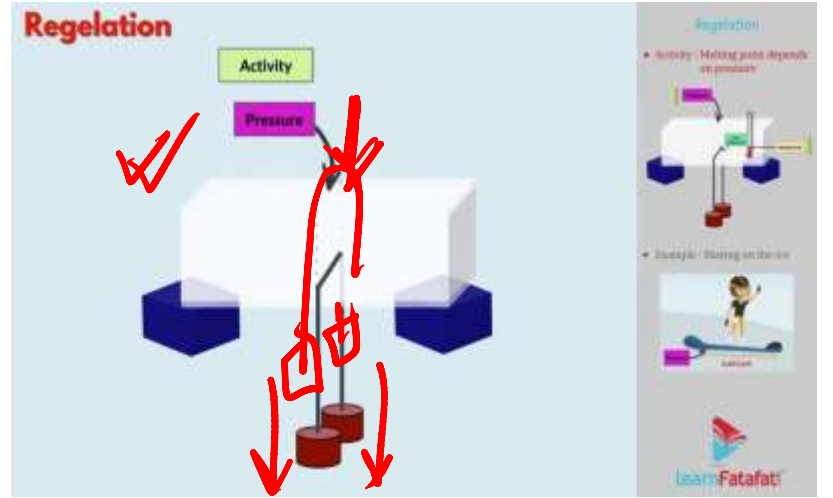 Regelation
Activity
Pressure
Regelation
• Activity : Melting point depends
on pressure
• Example : Skating on the ice
learnFatafat